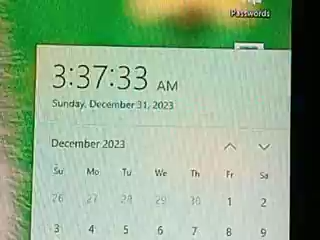 Passwords
3:37:33 AM
Sunday, December 31, 2023
December 2023
Su Mo Tu We Th Fr Sa
26 27 28 29 30 1 2
3 4 5 6 7 8 9